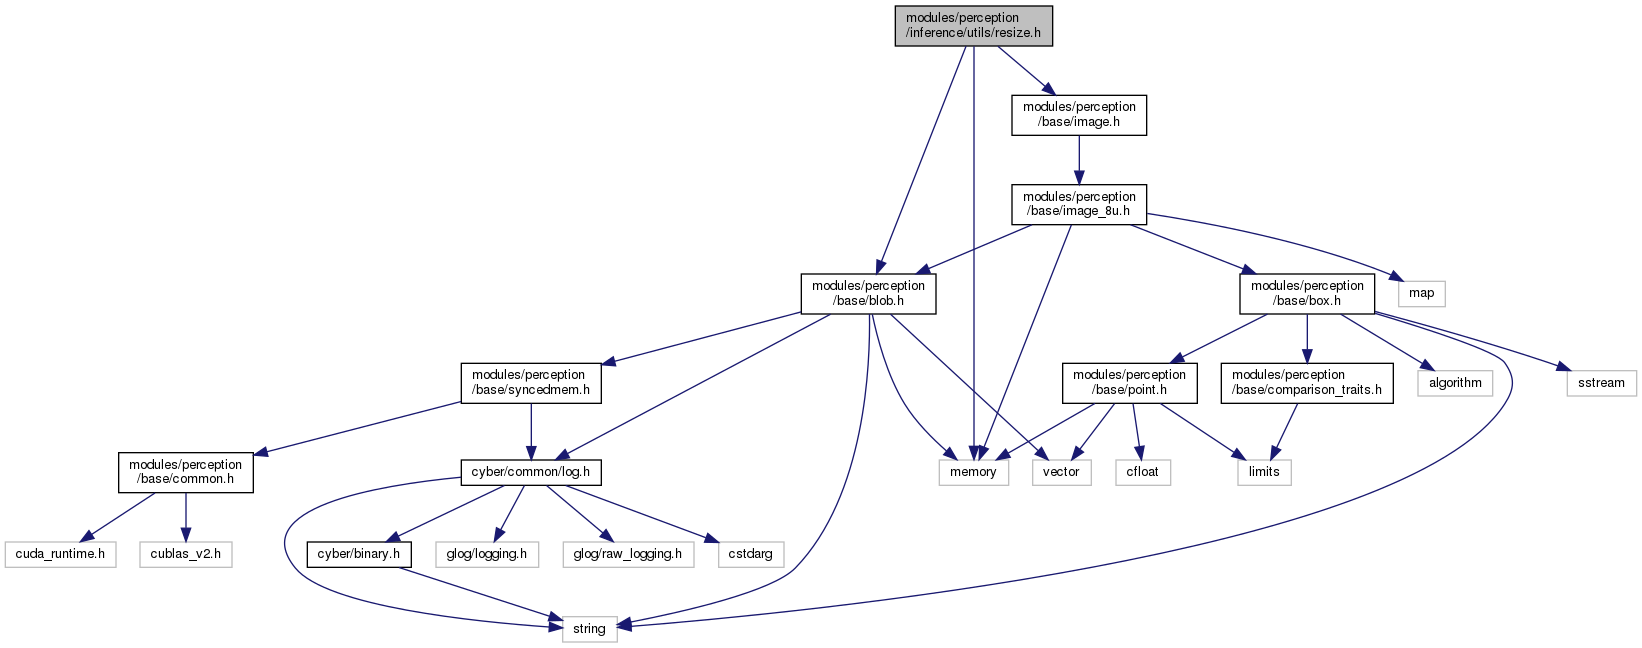 modules/perception
/inference/utils/resize.h
modules/perception
/base/image.h
modules/perception
/base/image_8u.h
modules/perception
/base/blob.h
modules/perception
/base/box.h
map
modules/perception
/base/syncedmem.h
modules/perception
/base/point.h
modules/perception
/base/comparison_traits.h
algorithm
sstream
modules/perception
/base/common.h
cyber/common/log.h
memory
vector
cfloat
limits
cuda_runtime.h
cublas_v2.h
cyber/binary.h
glog/logging.h
glog/raw_logging.h
cstdarg
string